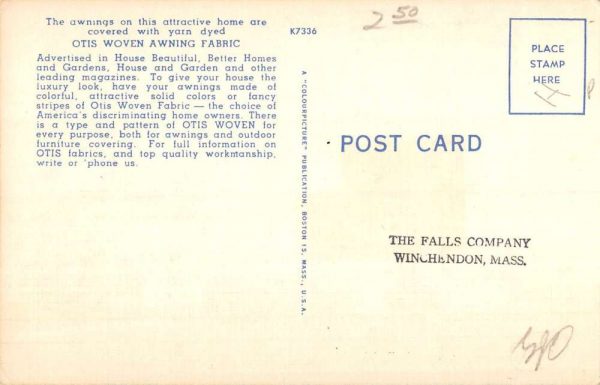 The awnings on this attractive home are
covered with yarn dyed
OTIS WOVEN AWNING FABRIC
Advertised in House Beautiful, Better Homes
and Gardens, House and Garden and other
leading magazines. To give your house the
luxury look, have your awnings made of
colorful, attractive solid colors or fancy
stripes of Otis Woven Fabric — the choice of
America's discriminating home owners. There
is a type and pattern of OTIS WOVEN for
every purpose, both for awnings and outdoor
furniture covering. For full information on
OTIS fabrics, and top quality workmanship,
write or 'phone us.
K7336
A "COLOURPICTURE" PUBLICATION, BOSTON 15, MASS., U.S.A.
2 50
PLACE
STAMP
HERE
POST CARD
THE FALLS COMPANY
WINCHENDON, MASS.